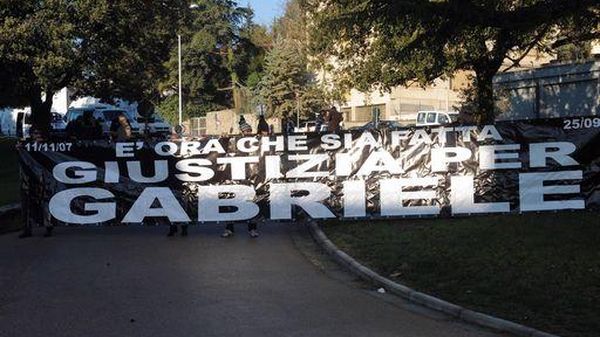 11/11/07
E' ORA CHE SIA FATTA
25/09
GIUSTIZIA PER
GABRIELE